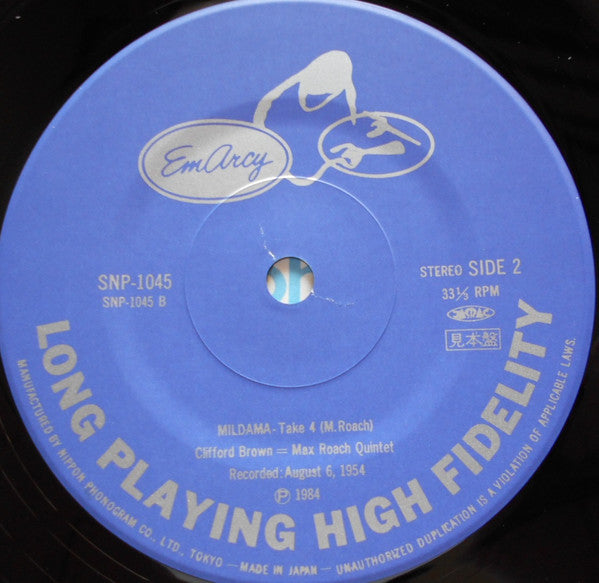 EmArcy
SNP-1045
SNP-1045 B
STEREO SIDE 2
33⅓ RPM
JASRAC
見本盤
MILDAMA - Take 4 (M. Roach)
Clifford Brown = Max Roach Quintet
Recorded: August 6, 1954
Ⓟ 1984
LONG PLAYING HIGH FIDELITY
MANUFACTURED BY NIPPON PHONOGRAM CO., LTD. TOKYO — MADE IN JAPAN — UNAUTHORIZED DUPLICATION IS A VIOLATION OF APPLICABLE LAWS.